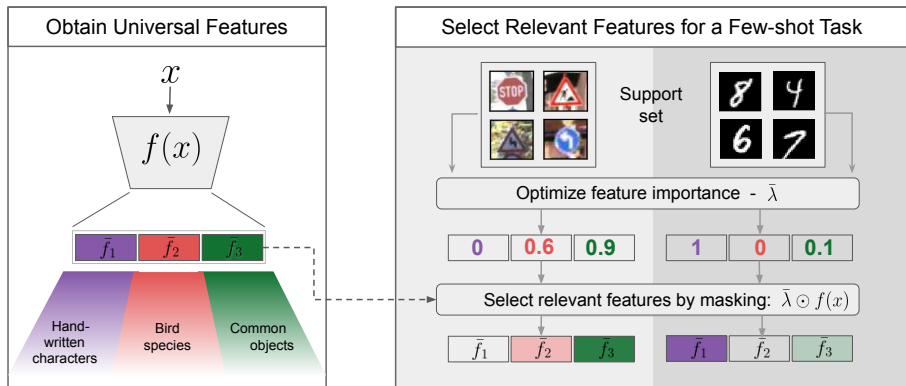 Obtain Universal Features
x
f(x)
f̄₁ f̄₂ f̄₃
Hand-
written
characters
Bird
species
Common
objects
Select Relevant Features for a Few-shot Task
STOP
Support
set
8 4
6 7
Optimize feature importance - λ̄
0 0.6 0.9
1 0 0.1
Select relevant features by masking: λ̄ ⊙ f(x)
f̄₁ f̄₂ f̄₃
f̄₁ f̄₂ f̄₃